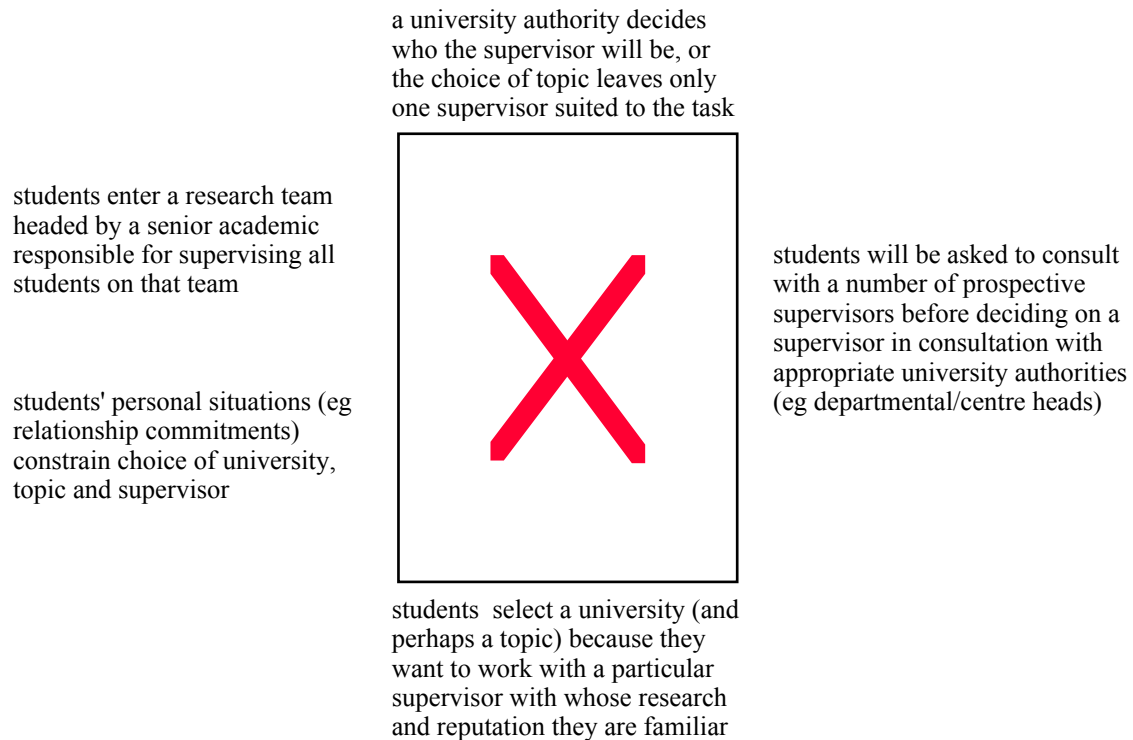 a university authority decides
who the supervisor will be, or
the choice of topic leaves only
one supervisor suited to the task
students enter a research team
headed by a senior academic
responsible for supervising all
students on that team
students will be asked to consult
with a number of prospective
supervisors before deciding on a
supervisor in consultation with
appropriate university authorities
(eg departmental/centre heads)
students' personal situations (eg
relationship commitments)
constrain choice of university,
topic and supervisor
students  select a university (and
perhaps a topic) because they
want to work with a particular
supervisor with whose research
and reputation they are familiar